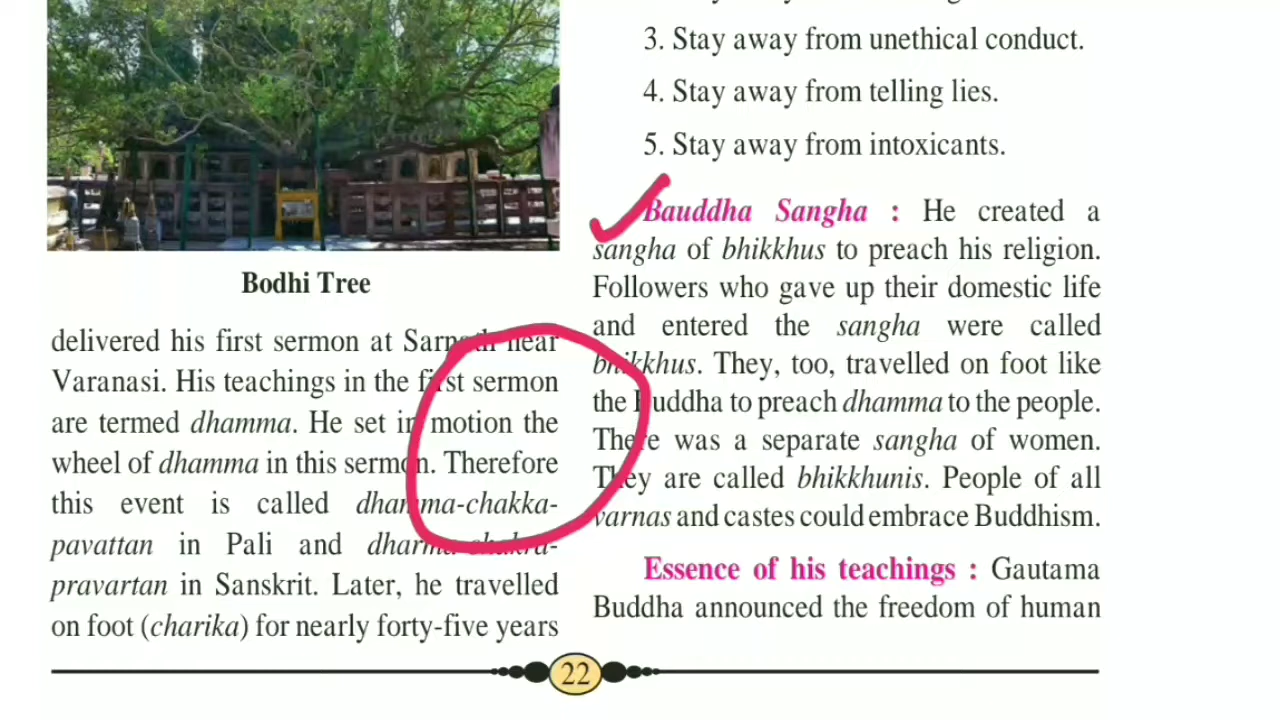 Bodhi Tree
delivered his first sermon at Sarnath near
Varanasi. His teachings in the first sermon
are termed dhamma. He set in motion the
wheel of dhamma in this sermon. Therefore
this event is called dhamma-chakka-
pavattan in Pali and dharma-chakra-
pravartan in Sanskrit. Later, he travelled
on foot (charika) for nearly forty-five years
3. Stay away from unethical conduct.
4. Stay away from telling lies.
5. Stay away from intoxicants.
Bauddha Sangha : He created a
sangha of bhikkhus to preach his religion.
Followers who gave up their domestic life
and entered the sangha were called
bhikkhus. They, too, travelled on foot like
the Buddha to preach dhamma to the people.
There was a separate sangha of women.
They are called bhikkhunis. People of all
varnas and castes could embrace Buddhism.
Essence of his teachings : Gautama
Buddha announced the freedom of human
22